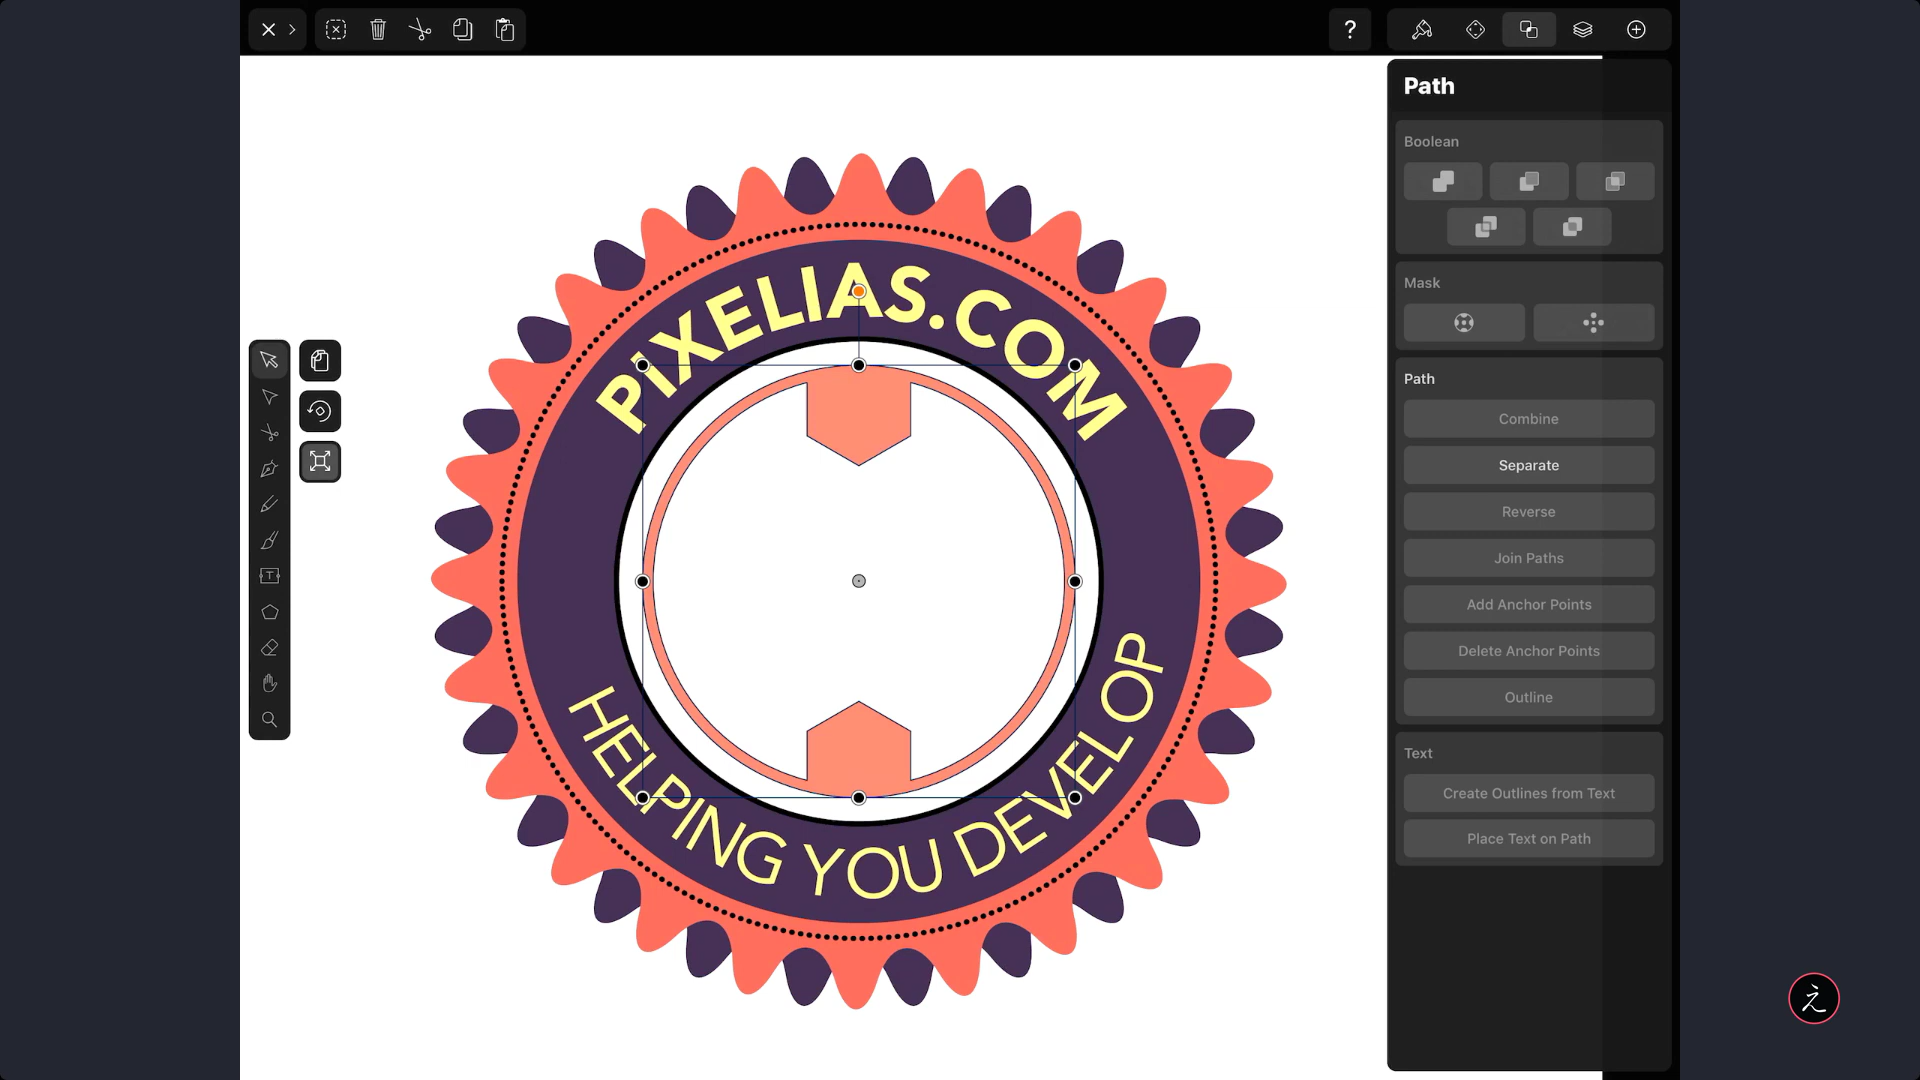 ?
Path
Boolean
Mask
Path
Combine
Separate
Reverse
Join Paths
Add Anchor Points
Delete Anchor Points
Outline
Text
Create Outlines from Text
Place Text on Path
PIXELIAS.COM
HELPING YOU DEVELOP
T
え